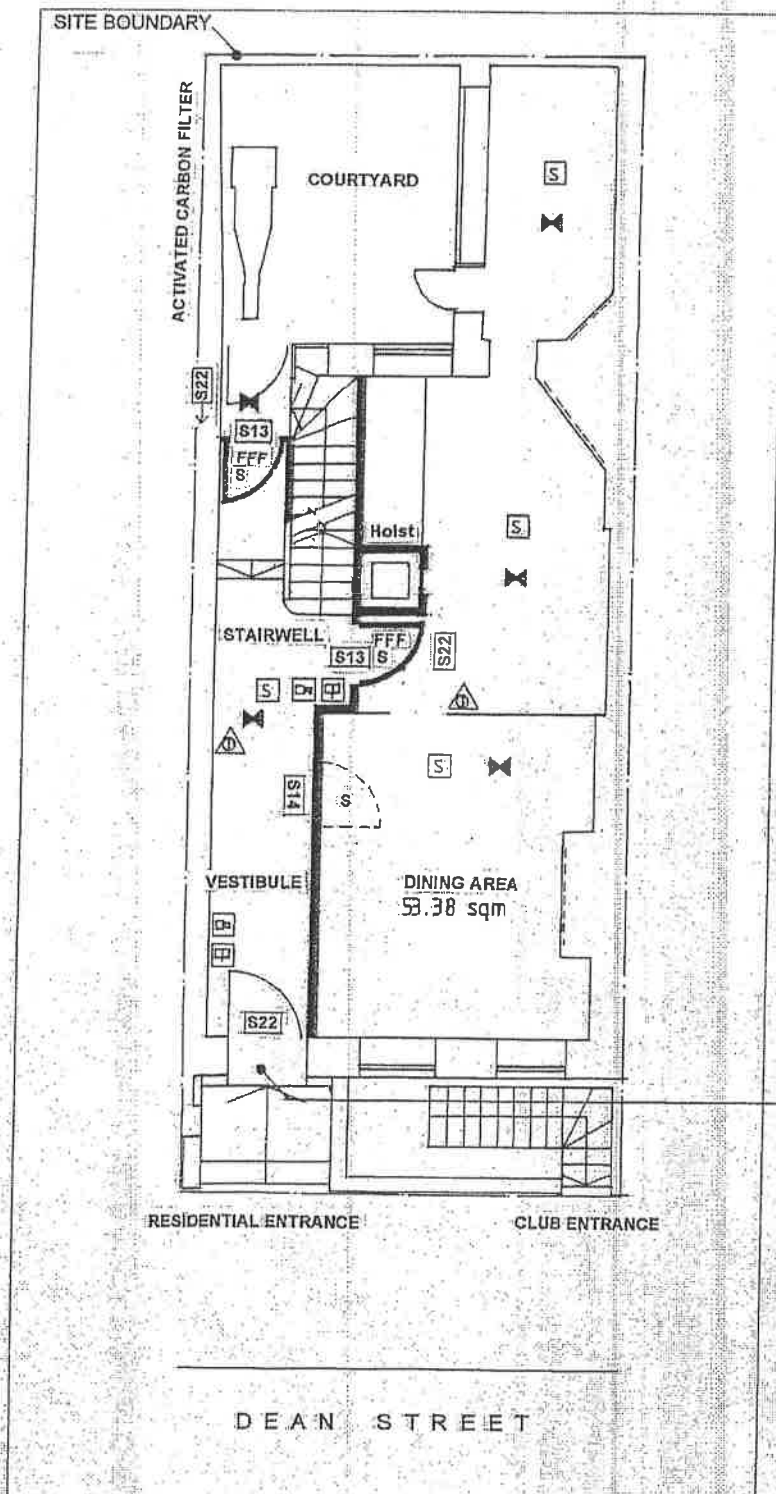 SITE BOUNDARY
ACTIVATED CARBON FILTER
COURTYARD
S
S22
S13
FFF
S
Hoist
S
STAIRWELL
FFF
S13
S
S22
S
S
S14
S
VESTIBULE
DINING AREA
53.38 sqm
S22
RESIDENTIAL ENTRANCE
CLUB ENTRANCE
DEAN STREET